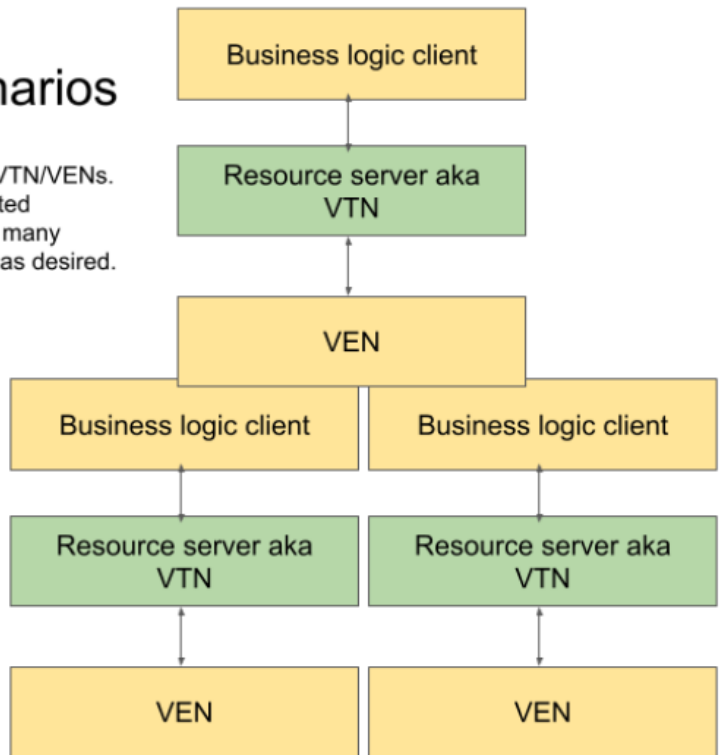 Business logic client
narios
Resource server aka
VTN
VTN/VENs.
ted
many
as desired.
VEN
Business logic client
Business logic client
Resource server aka
VTN
Resource server aka
VTN
VEN
VEN